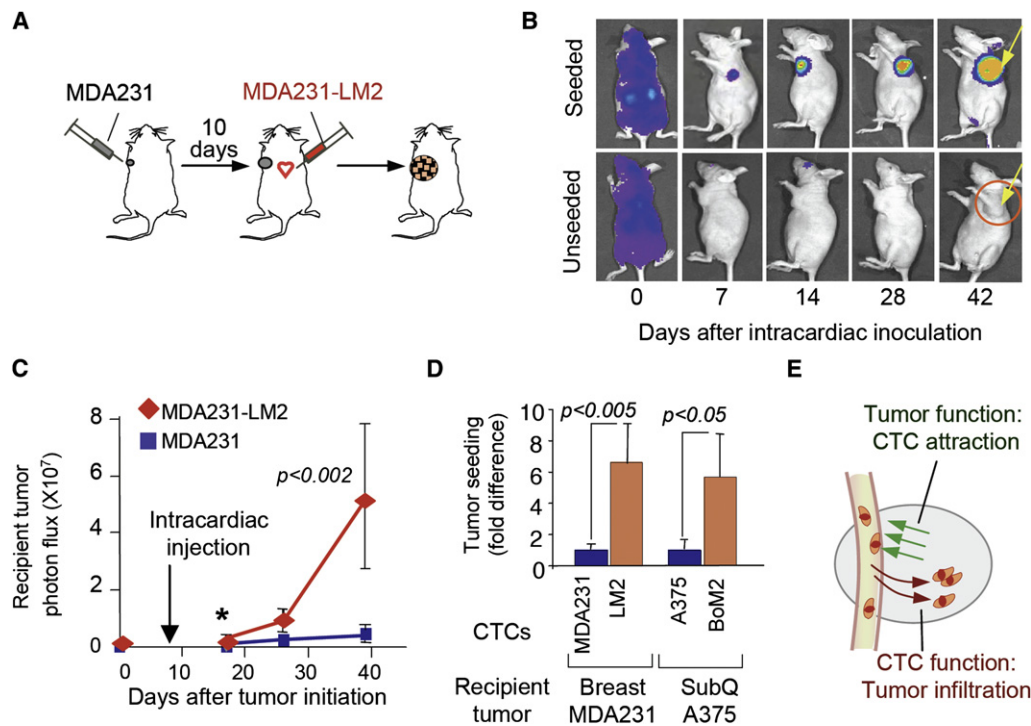 A
MDA231
10
days
MDA231-LM2
B
Seeded
Unseeded
0 7 14 28 42
Days after intracardiac inoculation
C
MDA231-LM2
MDA231
Recipient tumor
photon flux (X10⁷)
8
6
4
2
0
p<0.002
Intracardiac
injection
*
0 10 20 30 40
Days after tumor initiation
D
Tumor seeding
(fold difference)
10
8
6
4
2
0
p<0.005
p<0.05
CTCs
MDA231
LM2
A375
BoM2
Recipient
tumor
Breast
MDA231
SubQ
A375
E
Tumor function:
CTC attraction
CTC function:
Tumor infiltration